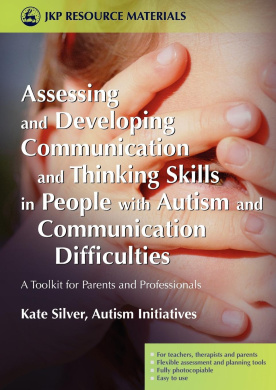 JKP RESOURCE MATERIALS
Assessing
and Developing
Communication
and Thinking Skills
in People with Autism and
Communication
Difficulties
A Toolkit for Parents and Professionals
Kate Silver, Autism Initiatives
For teachers, therapists and parents
Flexible assessment and planning tools
Fully photocopiable
Easy to use